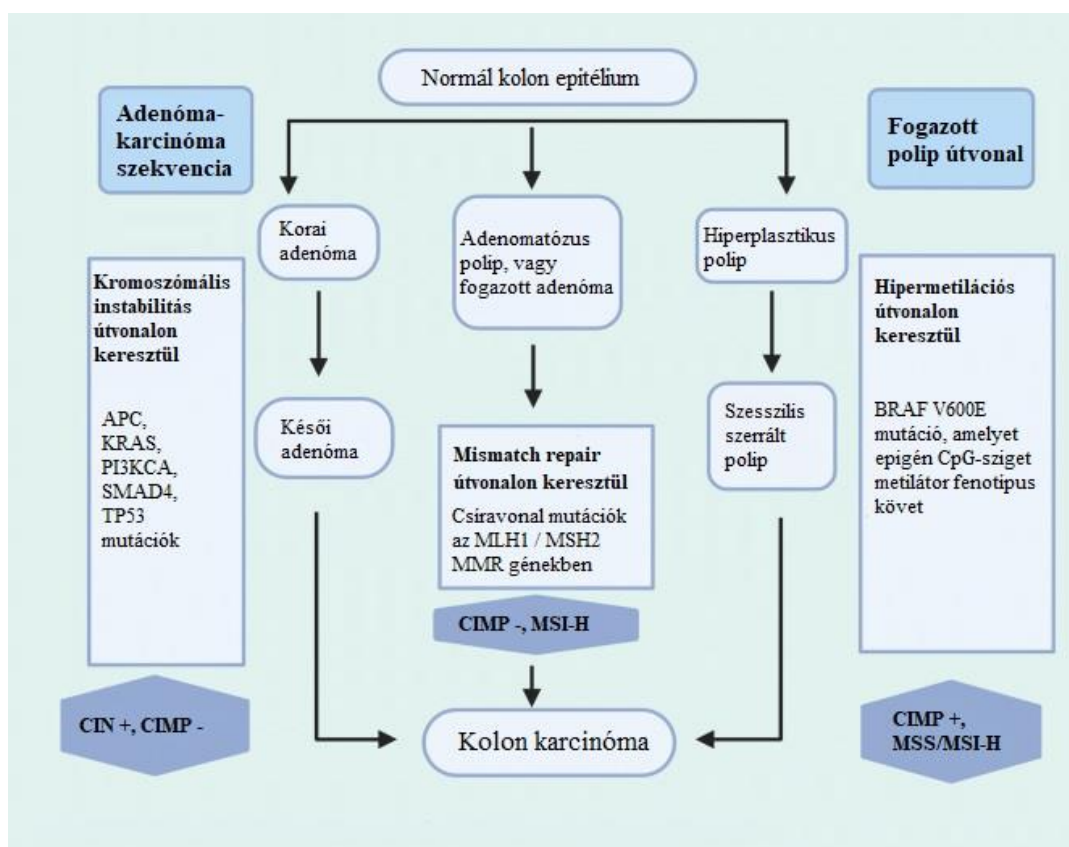 Normál kolon epitélium
Adenóma-
karcinóma
szekvencia
Fogazott
polip útvonal
Korai
adenóma
Adenomatózus
polip, vagy
fogazott adenóma
Hiperplasztikus
polip
Kromoszómális
instabilitás
útvonalon
keresztül
APC,
KRAS,
PI3KCA,
SMAD4,
TP53
mutációk
Hipermetilációs
útvonalon
keresztül
BRAF V600E
mutáció, amelyet
epigén CpG-sziget
metilátor fenotípus
követ
Késői
adenóma
Mismatch repair
útvonalon keresztül
Csíravonal mutációk
az MLH1 / MSH2
MMR génekben
Szesszilis
szerrált
polip
CIMP -, MSI-H
CIN +, CIMP -
Kolon karcinóma
CIMP +,
MSS/MSI-H